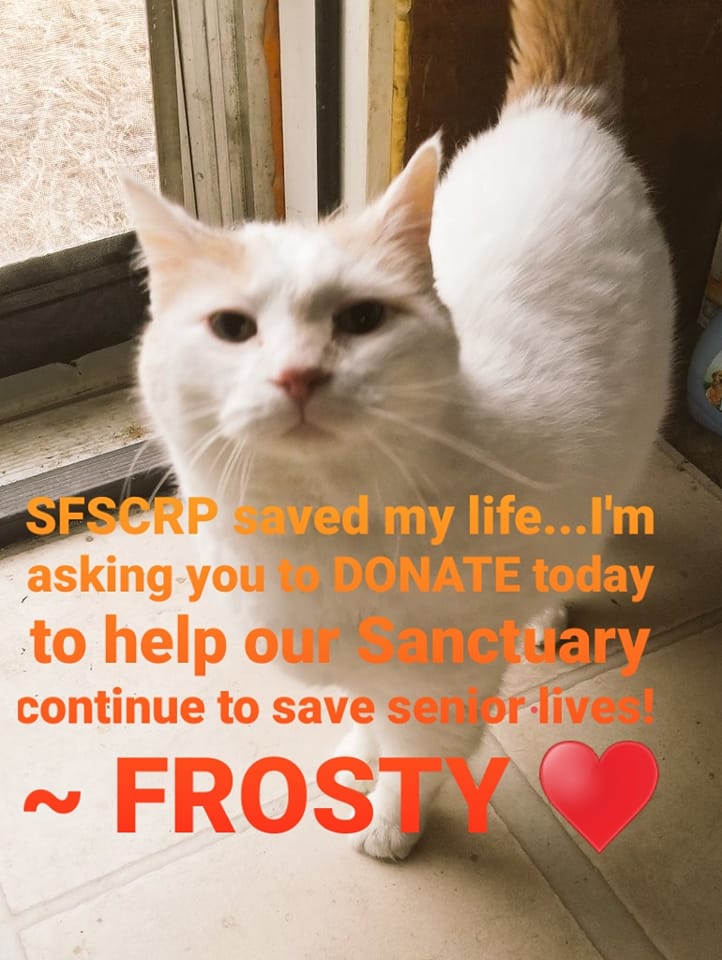 SFSCRP saved my life...I'm
asking you to DONATE today
to help our Sanctuary
continue to save senior lives!
~ FROSTY ❤️